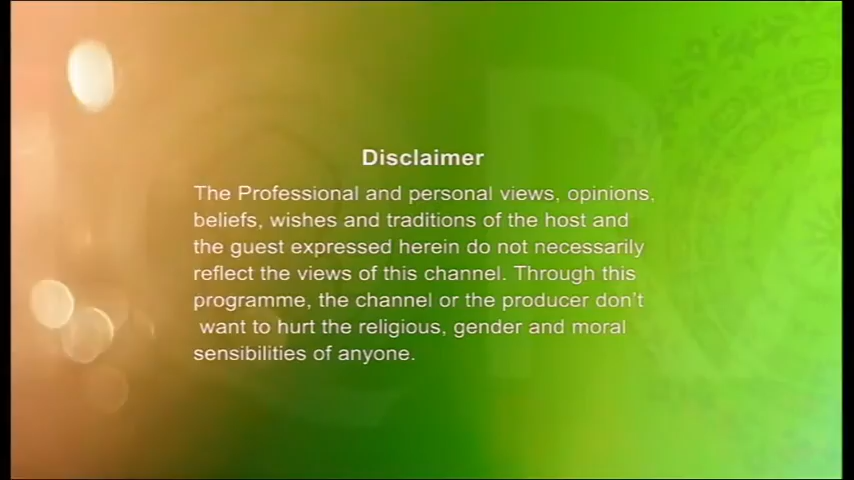 Disclaimer
The Professional and personal views, opinions,
beliefs, wishes and traditions of the host and
the guest expressed herein do not necessarily
reflect the views of this channel. Through this
programme, the channel or the producer don't
want to hurt the religious, gender and moral
sensibilities of anyone.